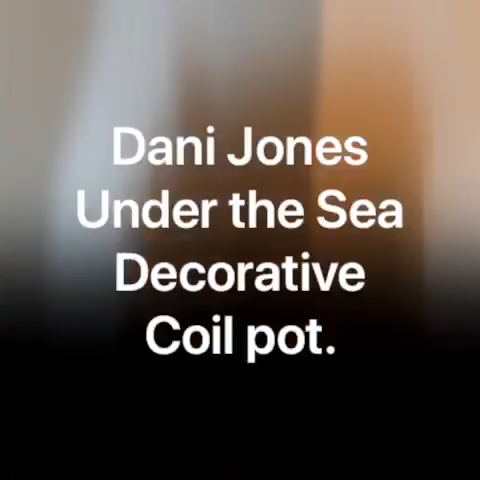 Dani Jones
Under the Sea
Decorative
Coil pot.